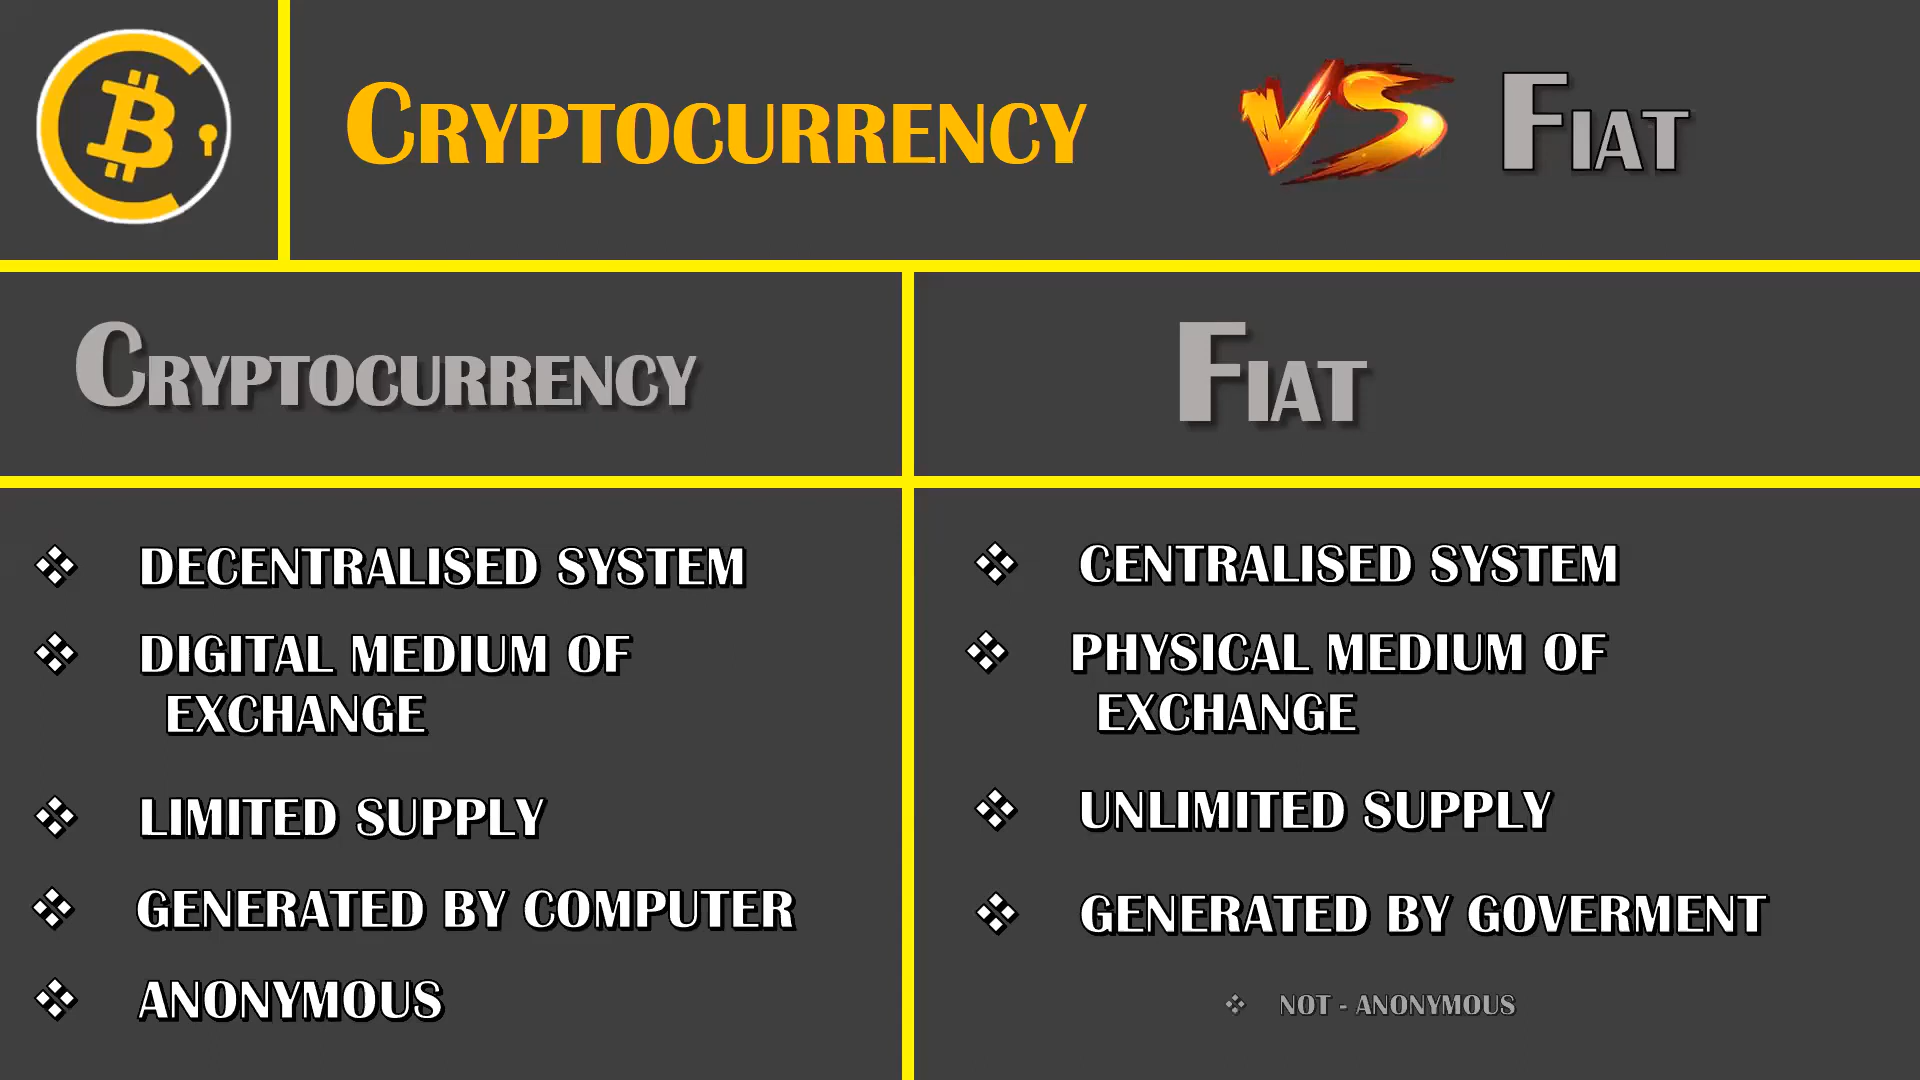 CRYPTOCURRENCY VS FIAT
CRYPTOCURRENCY
FIAT
❖ DECENTRALISED SYSTEM
❖ DIGITAL MEDIUM OF
EXCHANGE
❖ LIMITED SUPPLY
❖ GENERATED BY COMPUTER
❖ ANONYMOUS
❖ CENTRALISED SYSTEM
❖ PHYSICAL MEDIUM OF
EXCHANGE
❖ UNLIMITED SUPPLY
❖ GENERATED BY GOVERMENT
❖ NOT - ANONYMOUS